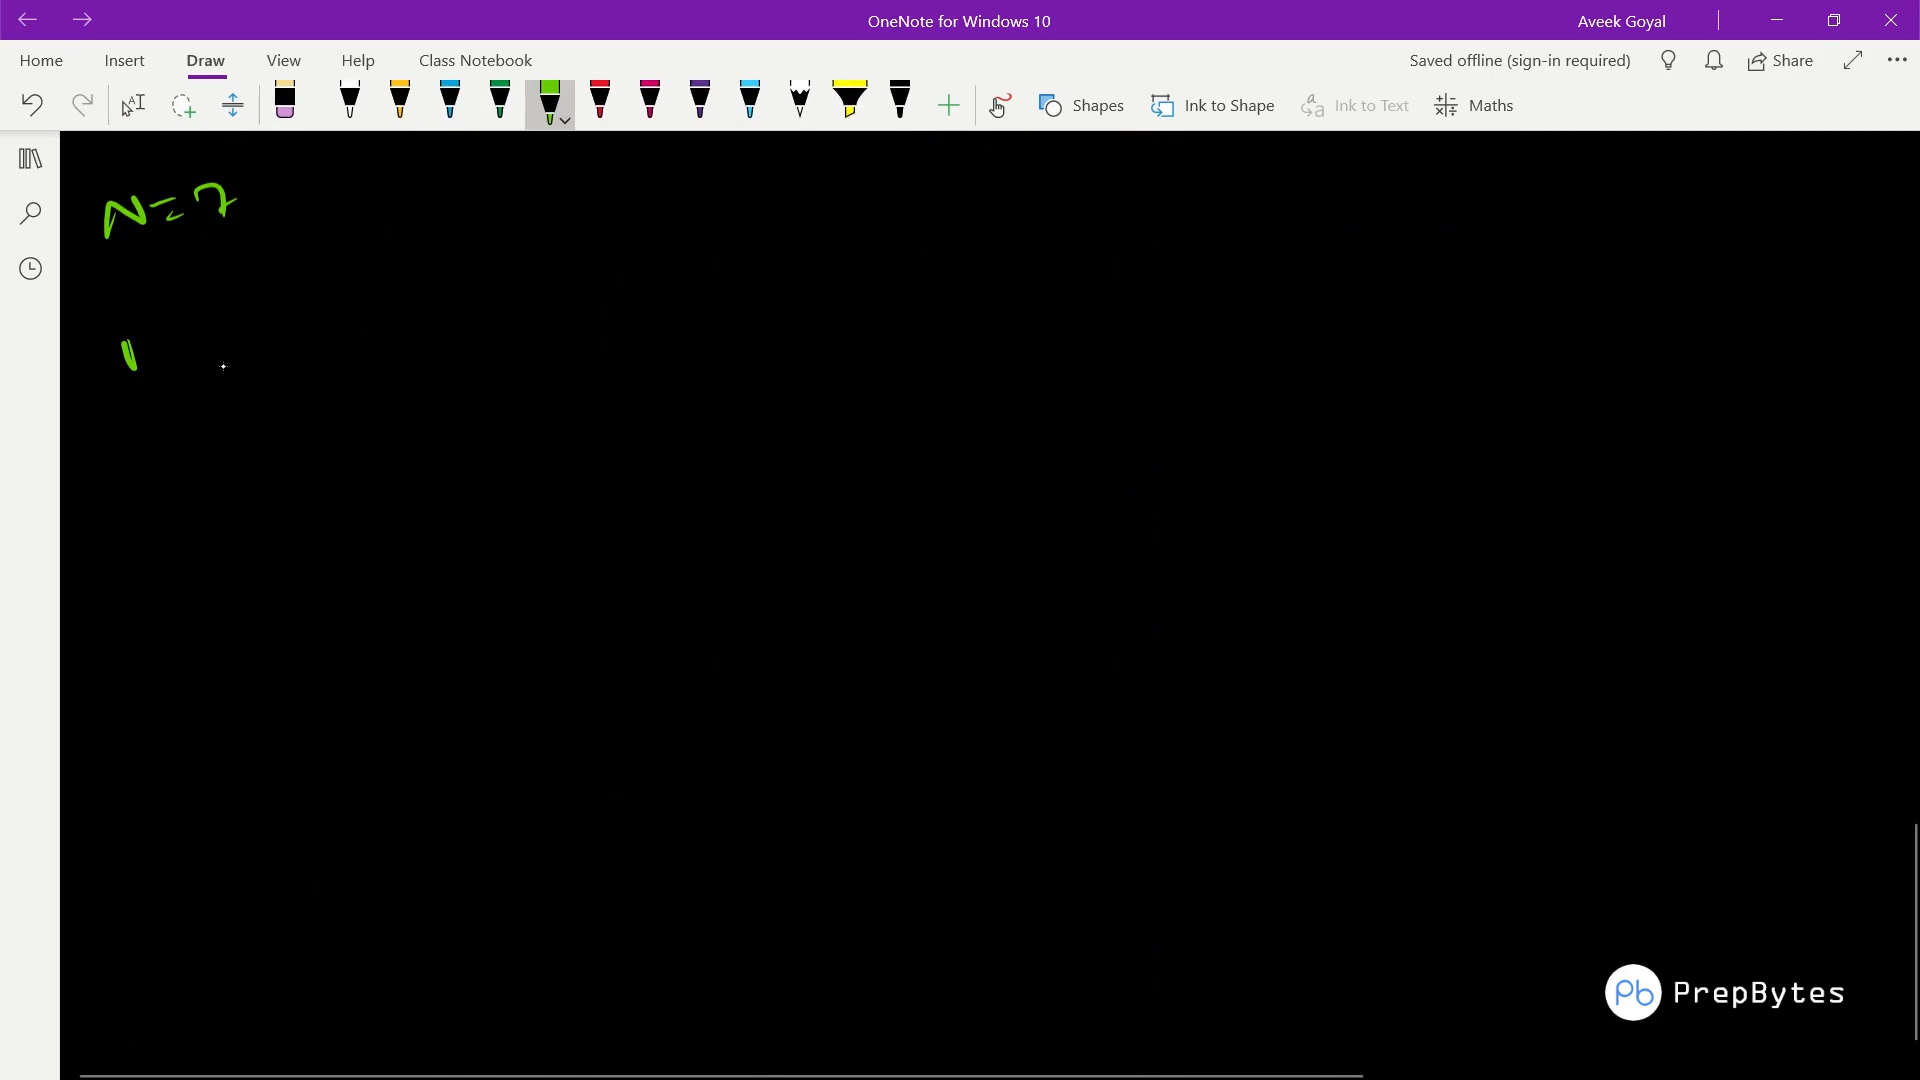 OneNote for Windows 10 Aveek Goyal
Home Insert Draw View Help Class Notebook Saved offline (sign-in required) Share
Shapes Ink to Shape Ink to Text Maths
N=7
1
Pb PrepBytes